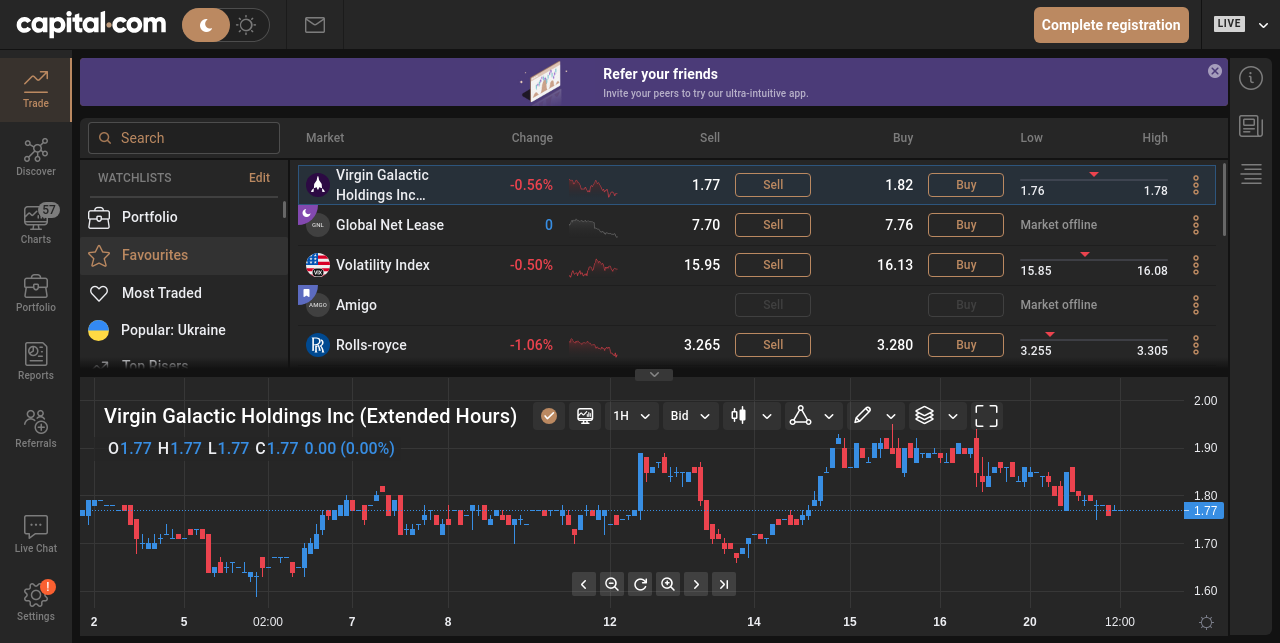 capital.com
Complete registration
LIVE
Trade
Discover
57
Charts
Portfolio
Reports
Referrals
Live Chat
!
Settings
Refer your friends
Invite your peers to try our ultra-intuitive app.
Search
WATCHLISTS Edit
Portfolio
Favourites
Most Traded
Popular: Ukraine
Top Risers
Market Change Sell Buy Low High
Virgin Galactic
Holdings Inc… -0.56% 1.77 Sell 1.82 Buy 1.76 1.78
GNL Global Net Lease 0 7.70 Sell 7.76 Buy Market offline
VIX Volatility Index -0.50% 15.95 Sell 16.13 Buy 15.85 16.08
AMGO Amigo Sell Buy Market offline
Rolls-royce -1.06% 3.265 Sell 3.280 Buy 3.255 3.305
Virgin Galactic Holdings Inc (Extended Hours) 1H Bid
O1.77 H1.77 L1.77 C1.77 0.00 (0.00%)
2.00
1.90
1.80
1.77
1.70
1.60
2 5 02:00 7 8 12 14 15 16 20 12:00